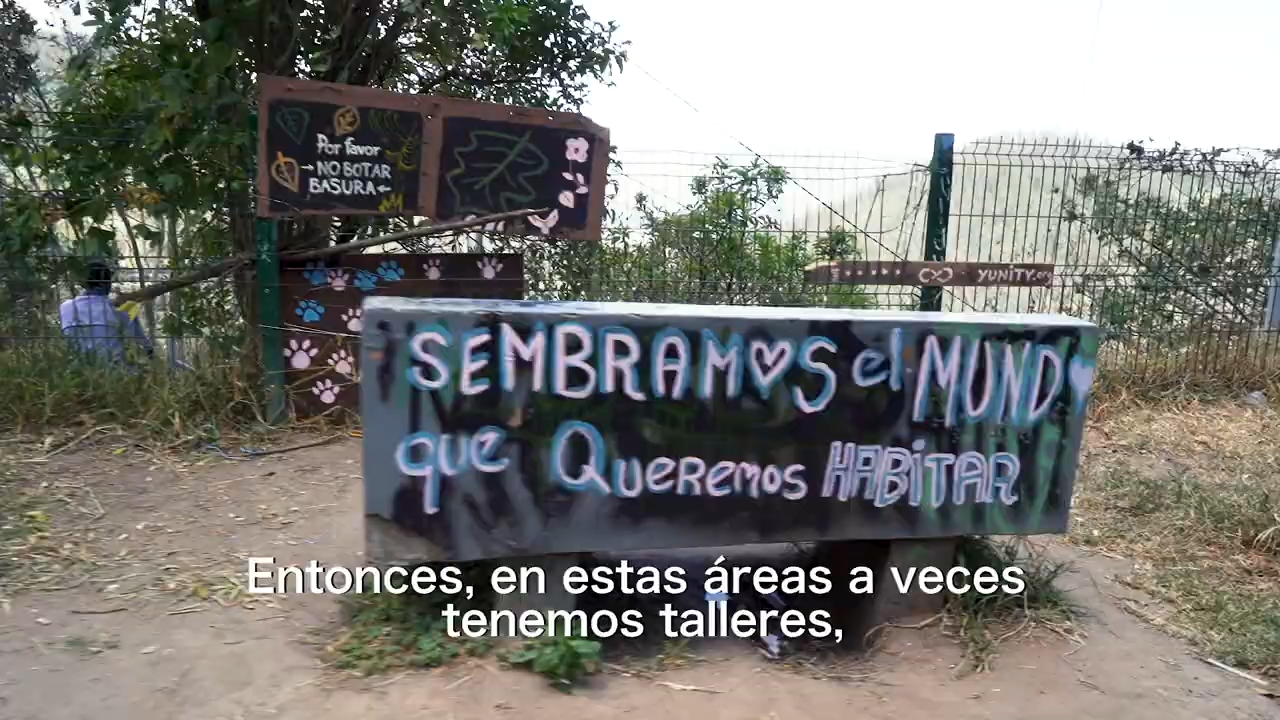 Por favor
→ NO BOTAR
BASURA ←
YUNITY.org
SEMBRAMOS el MUNDO
que QUEREMOS HABITAR
Entonces, en estas áreas a veces
tenemos talleres,